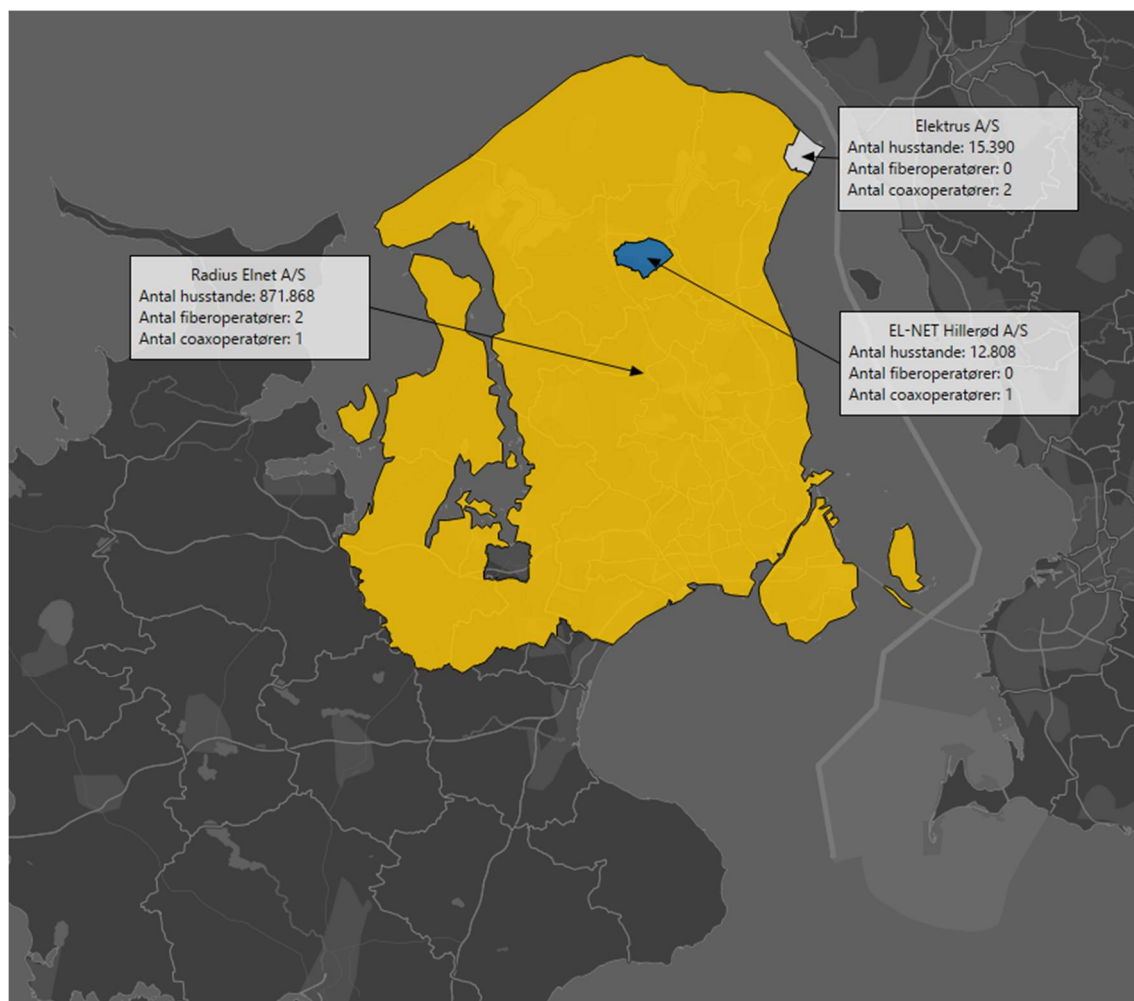 Elektrus A/S
Antal husstande: 15.390
Antal fiberoperatører: 0
Antal coaxoperatører: 2
Radius Elnet A/S
Antal husstande: 871.868
Antal fiberoperatører: 2
Antal coaxoperatører: 1
EL-NET Hillerød A/S
Antal husstande: 12.808
Antal fiberoperatører: 0
Antal coaxoperatører: 1